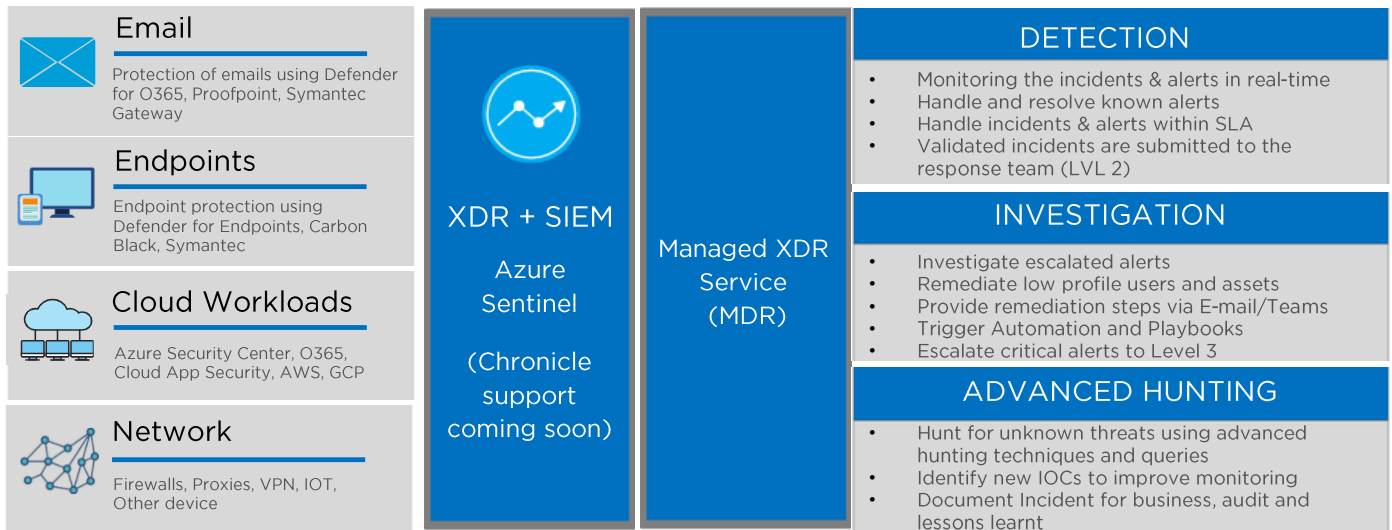 Email
Protection of emails using Defender
for O365, Proofpoint, Symantec
Gateway
Endpoints
Endpoint protection using
Defender for Endpoints, Carbon
Black, Symantec
Cloud Workloads
Azure Security Center, O365,
Cloud App Security, AWS, GCP
Network
Firewalls, Proxies, VPN, IOT,
Other device
XDR + SIEM
Azure
Sentinel
(Chronicle
support
coming soon)
Managed XDR
Service
(MDR)
DETECTION
• Monitoring the incidents & alerts in real-time
• Handle and resolve known alerts
• Handle incidents & alerts within SLA
• Validated incidents are submitted to the
response team (LVL 2)
INVESTIGATION
• Investigate escalated alerts
• Remediate low profile users and assets
• Provide remediation steps via E-mail/Teams
• Trigger Automation and Playbooks
• Escalate critical alerts to Level 3
ADVANCED HUNTING
• Hunt for unknown threats using advanced
hunting techniques and queries
• Identify new IOCs to improve monitoring
• Document Incident for business, audit and
lessons learnt